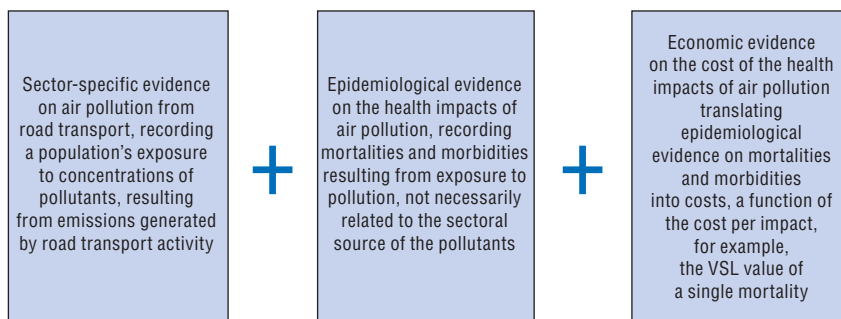 Sector-specific evidence
on air pollution from
road transport, recording
a population’s exposure
to concentrations of
pollutants, resulting
from emissions generated
by road transport activity
+
Epidemiological evidence
on the health impacts of
air pollution, recording
mortalities and morbidities
resulting from exposure to
pollution, not necessarily
related to the sectoral
source of the pollutants
+
Economic evidence
on the cost of the health
impacts of air pollution
translating
epidemiological
evidence on mortalities
and morbidities
into costs, a function of
the cost per impact,
for example,
the VSL value of
a single mortality